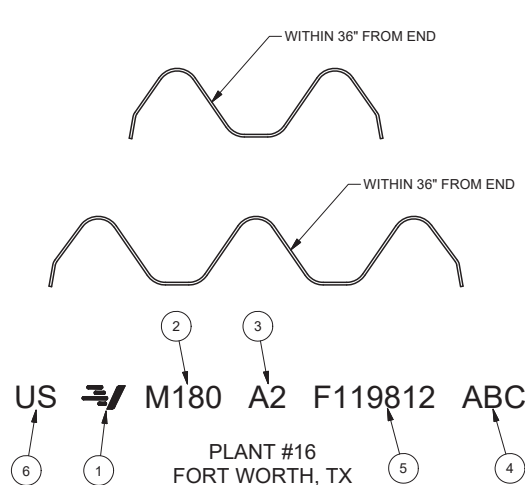 WITHIN 36" FROM END
WITHIN 36" FROM END
2 3
US M180 A2 F119812 ABC
PLANT #16
FORT WORTH, TX
6 1 5 4